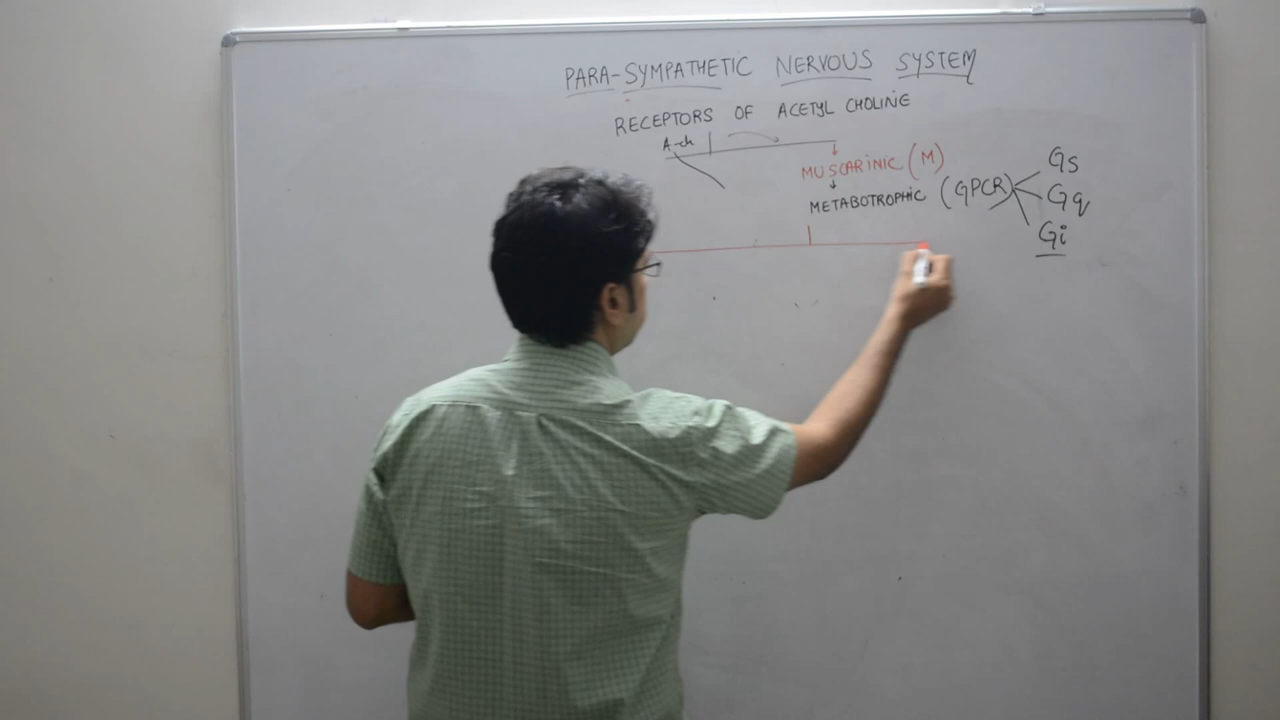 PARA-SYMPATHETIC NERVOUS SYSTEM
RECEPTORS OF ACETYL CHOLINE
A-ch
MUSCARINIC (M)
METABOTROPHIC (GPCR)
Gs
Gq
Gi